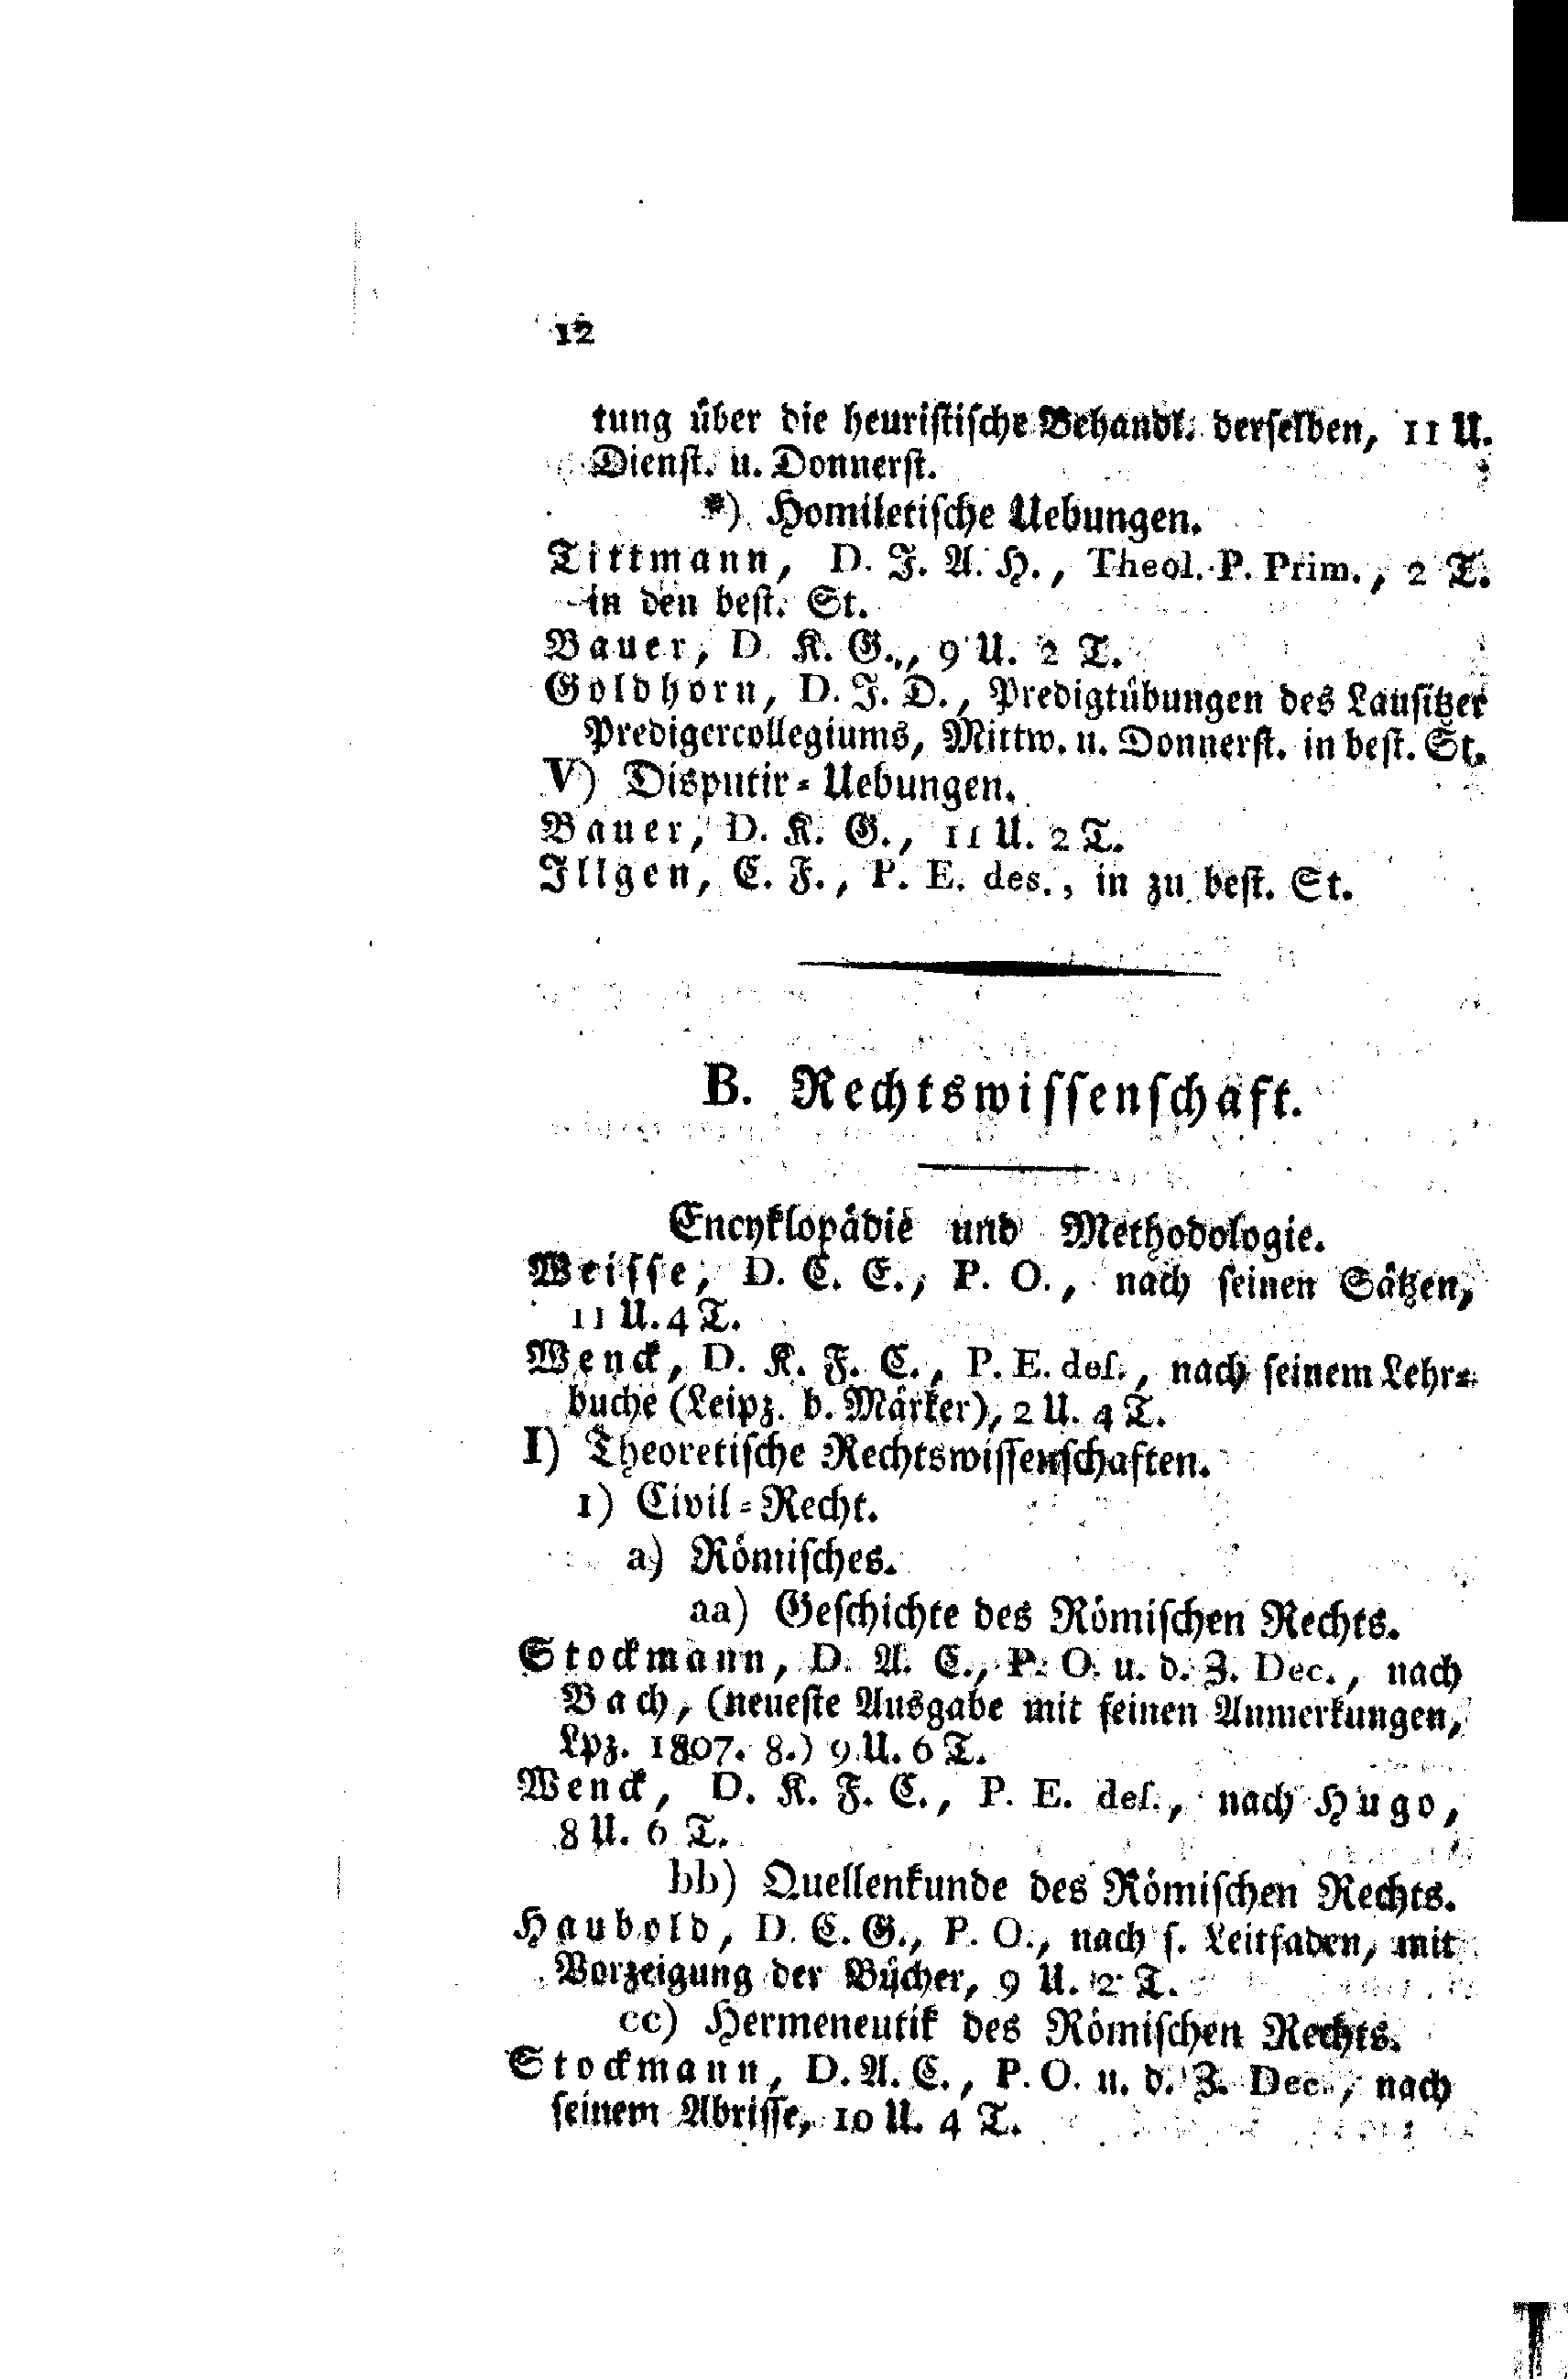 12
tung über die heuristische Behandl. derselben, 11 U.
Dienst. u. Donnerst.
*) Homiletische Uebungen.
Tittmann, D. J. A. H., Theol. P. Prim., 2 T.
in den best. St.
Bauer, D. K. G., 9 U. 2 T.
Goldhorn, D. J. D., Predigtübungen des Lausitzer
Predigercollegiums, Mittw. u. Donnerst. in best. St.
V) Disputir-Uebungen.
Bauer, D. K. G., 11 U. 2 T.
Illgen, C. F., P. E. des., in zu best. St.
B. Rechtswissenschaft.
Encyklopädie und Methodologie.
Weisse, D. C. E., P. O., nach seinen Sätzen,
11 U. 4 T.
Wenck, D. K. F. C., P. E. des., nach seinem Lehr-
buche (Leipz. b. Märker), 2 U. 4 T.
I) Theoretische Rechtswissenschaften.
1) Civil-Recht.
a) Römisches.
aa) Geschichte des Römischen Rechts.
Stockmann, D. A. C., P. O. u. d. Z. Dec., nach
Bach, (neueste Ausgabe mit seinen Anmerkungen,
Lpz. 1807. 8.) 9 U. 6 T.
Wenck, D. K. F. C., P. E. des., nach Hugo,
8 U. 6 T.
bb) Quellenkunde des Römischen Rechts.
Haubold, D. C. G., P. O., nach s. Leitfaden, mit
Vorzeigung der Bücher, 9 U. 2 T.
cc) Hermeneutik des Römischen Rechts.
Stockmann, D. A. C., P. O. u. d. Z. Dec., nach
seinem Abrisse, 10 U. 4 T.